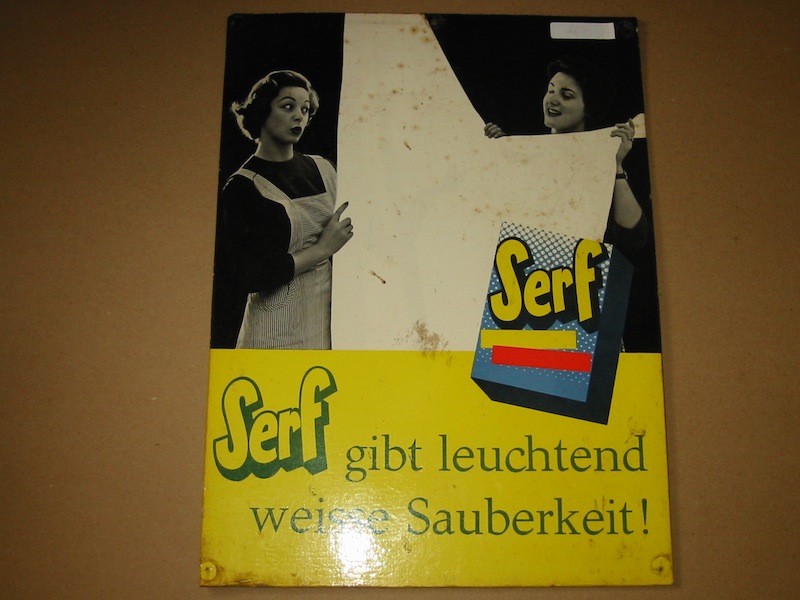 Serf
Serf gibt leuchtend
weisse Sauberkeit!